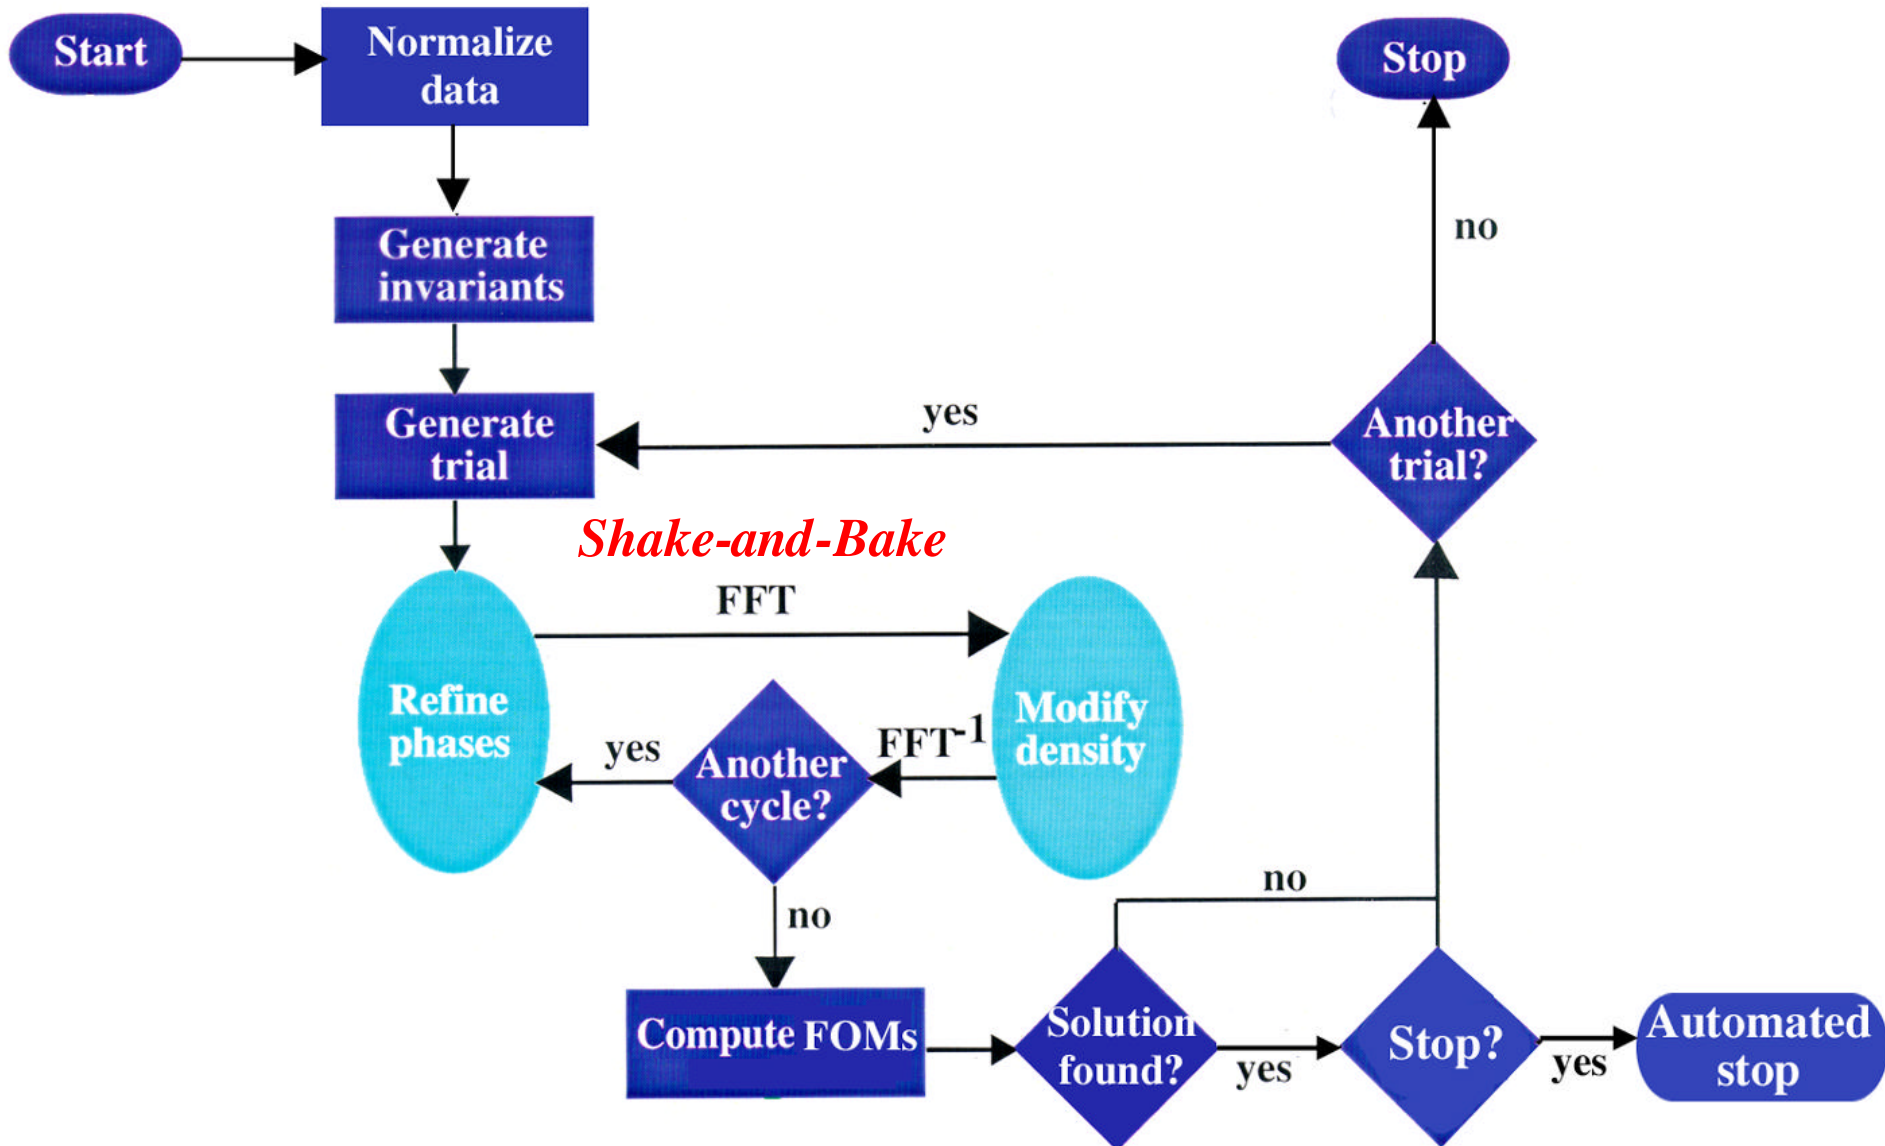 Start
Normalize
data
Stop
no
Generate
invariants
Generate
trial
yes
Another
trial?
Shake-and-Bake
FFT
Refine
phases
yes
Another
cycle?
FFT-1
Modify
density
no
no
Compute FOMs
Solution
found?
yes
Stop?
yes
Automated
stop